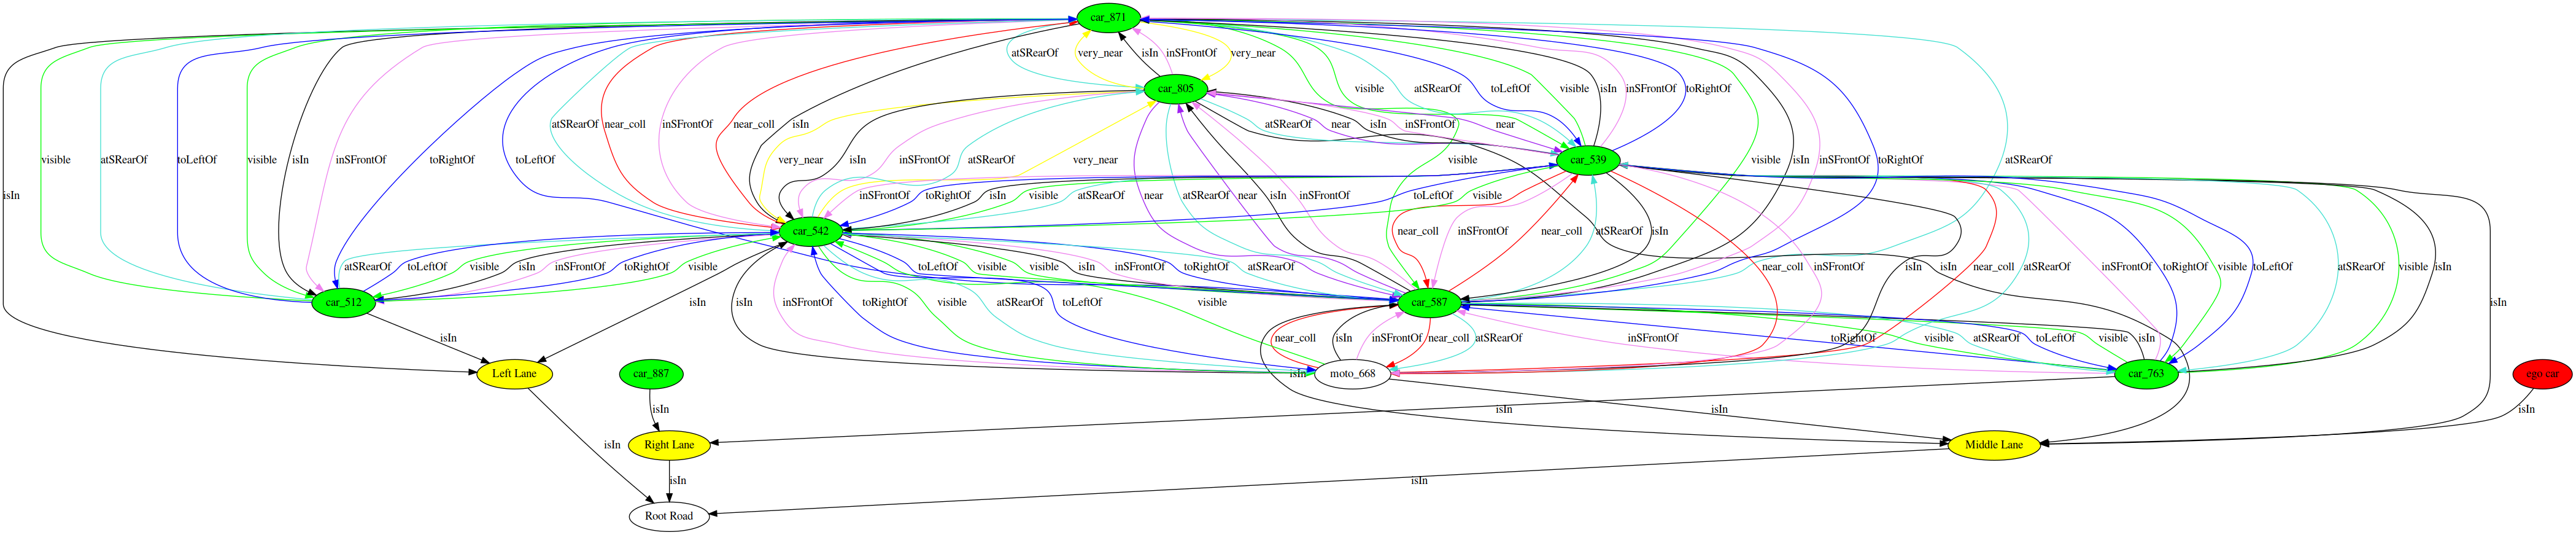 car_871
atSRearOf very_near isIn inSFrontOf very_near
car_805
visible atSRearOf toLeftOf visible isIn inSFrontOf toRightOf
atSRearOf near_coll inSFrontOf near_coll isIn atSRearOf near isIn inSFrontOf near
visible atSRearOf toLeftOf visible isIn inSFrontOf toRightOf toLeftOf very_near isIn inSFrontOf atSRearOf very_near visible car_539 visible isIn inSFrontOf toRightOf atSRearOf
isIn near atSRearOf near isIn inSFrontOf inSFrontOf toRightOf isIn visible atSRearOf toLeftOf visible
car_542 near_coll inSFrontOf near_coll atSRearOf isIn
atSRearOf toLeftOf visible isIn inSFrontOf toRightOf visible toLeftOf visible visible isIn inSFrontOf toRightOf atSRearOf near_coll inSFrontOf isIn isIn near_coll atSRearOf inSFrontOf toRightOf visible toLeftOf atSRearOf visible isIn
car_512 isIn isIn inSFrontOf toRightOf visible atSRearOf toLeftOf visible car_587 isIn
isIn near_coll isIn inSFrontOf near_coll atSRearOf inSFrontOf toRightOf visible atSRearOf toLeftOf visible isIn
Left Lane car_887 isIn moto_668 car_763 ego car
isIn isIn isIn isIn
isIn Right Lane Middle Lane
isIn isIn
Root Road